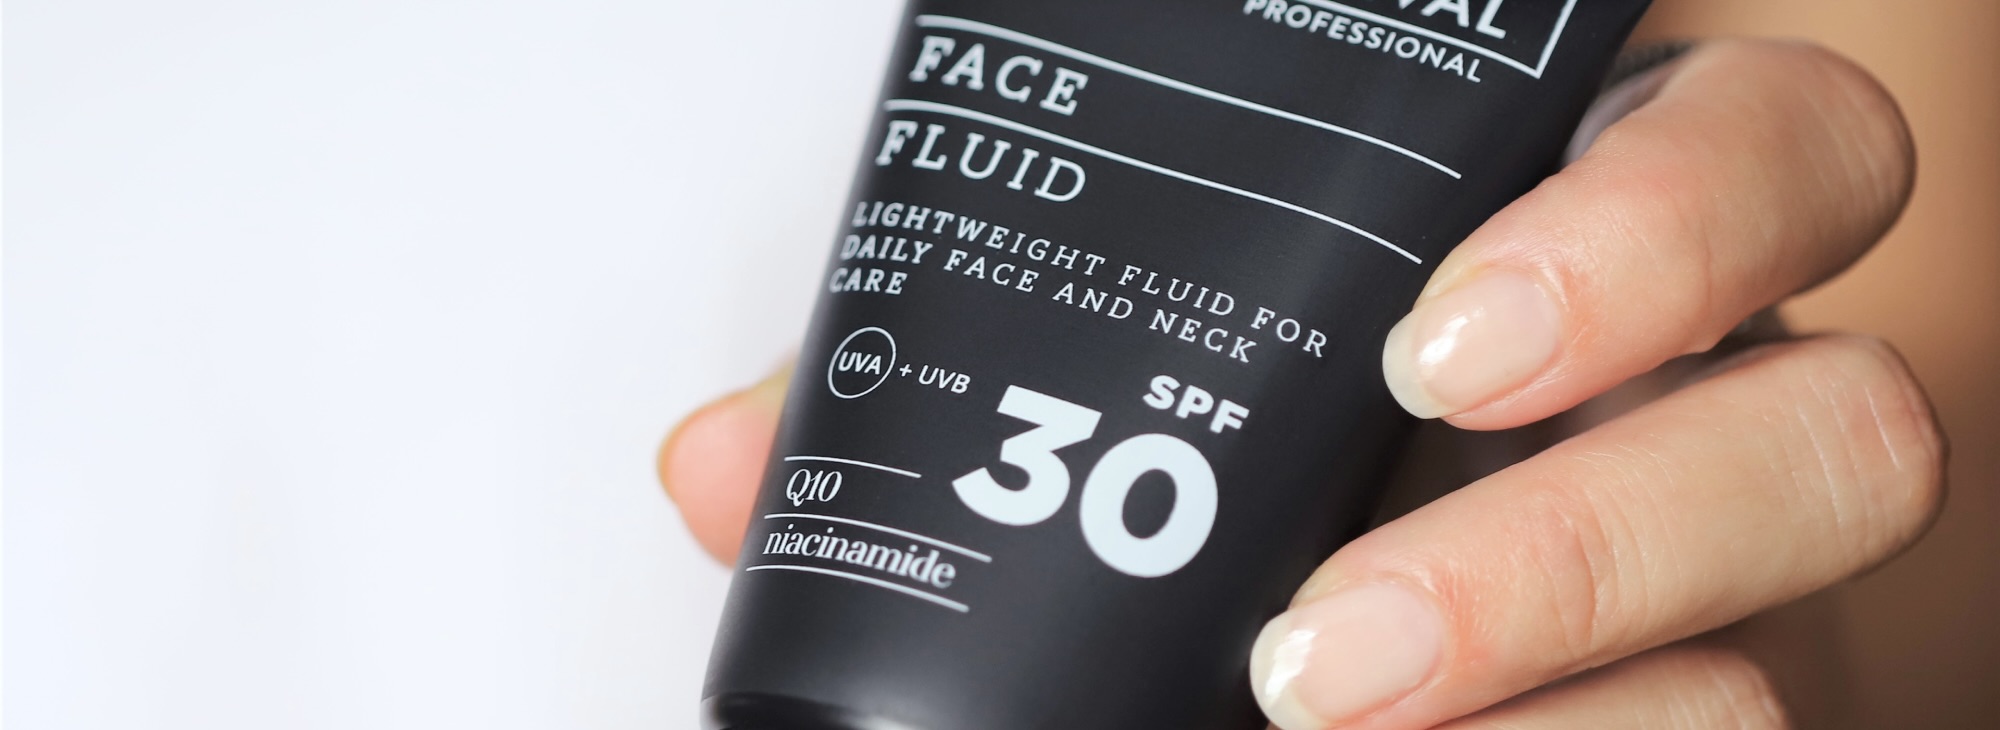 PROFESSIONAL
FACE
FLUID
LIGHTWEIGHT FLUID FOR
DAILY FACE AND NECK
CARE
UVA + UVB
SPF
30
Q10
niacinamide